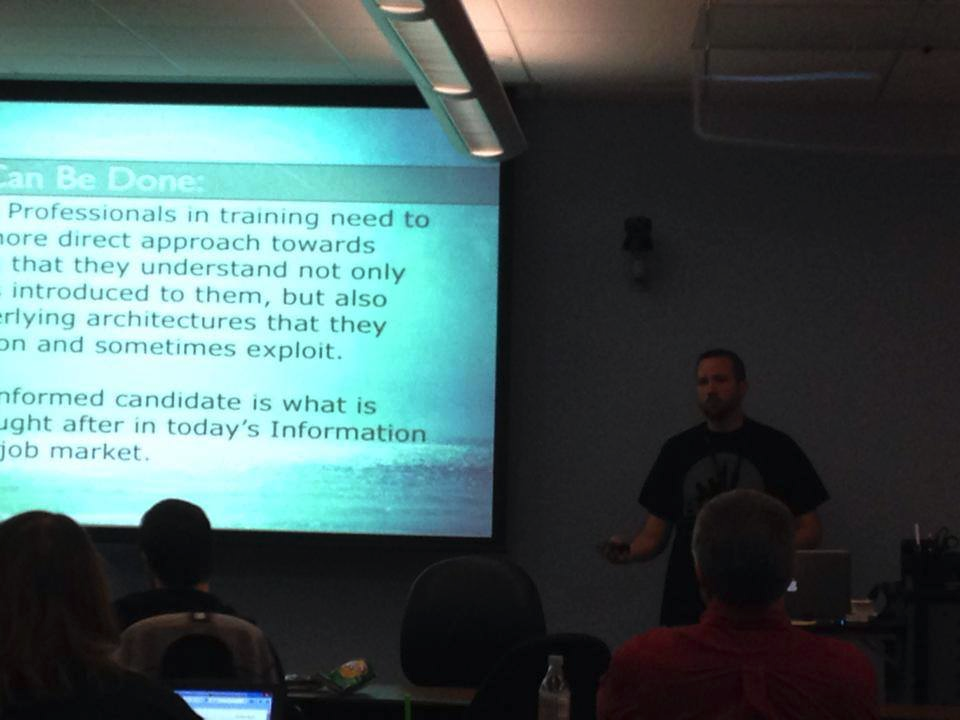 Can Be Done:
Professionals in training need to
more direct approach towards
that they understand not only
introduced to them, but also
erlying architectures that they
on and sometimes exploit.
nformed candidate is what is
ught after in today's Information
job market.